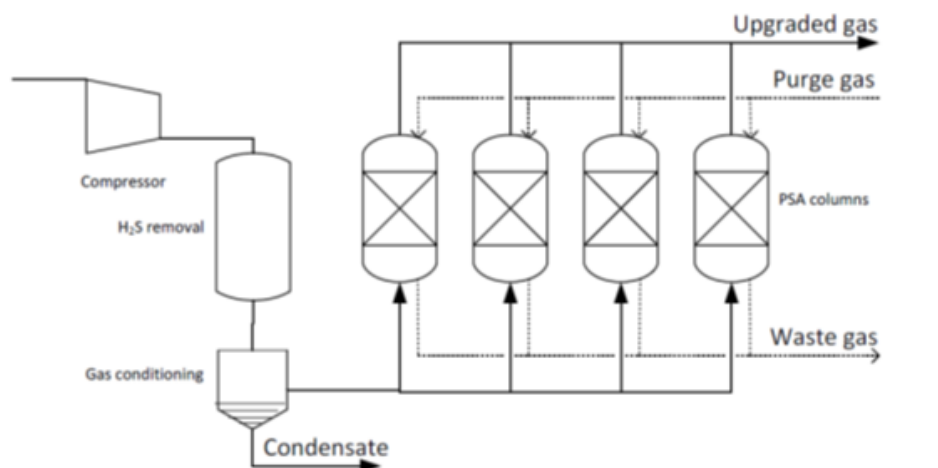 Upgraded gas
Purge gas
Compressor
PSA columns
H₂S removal
Waste gas
Gas conditioning
Condensate